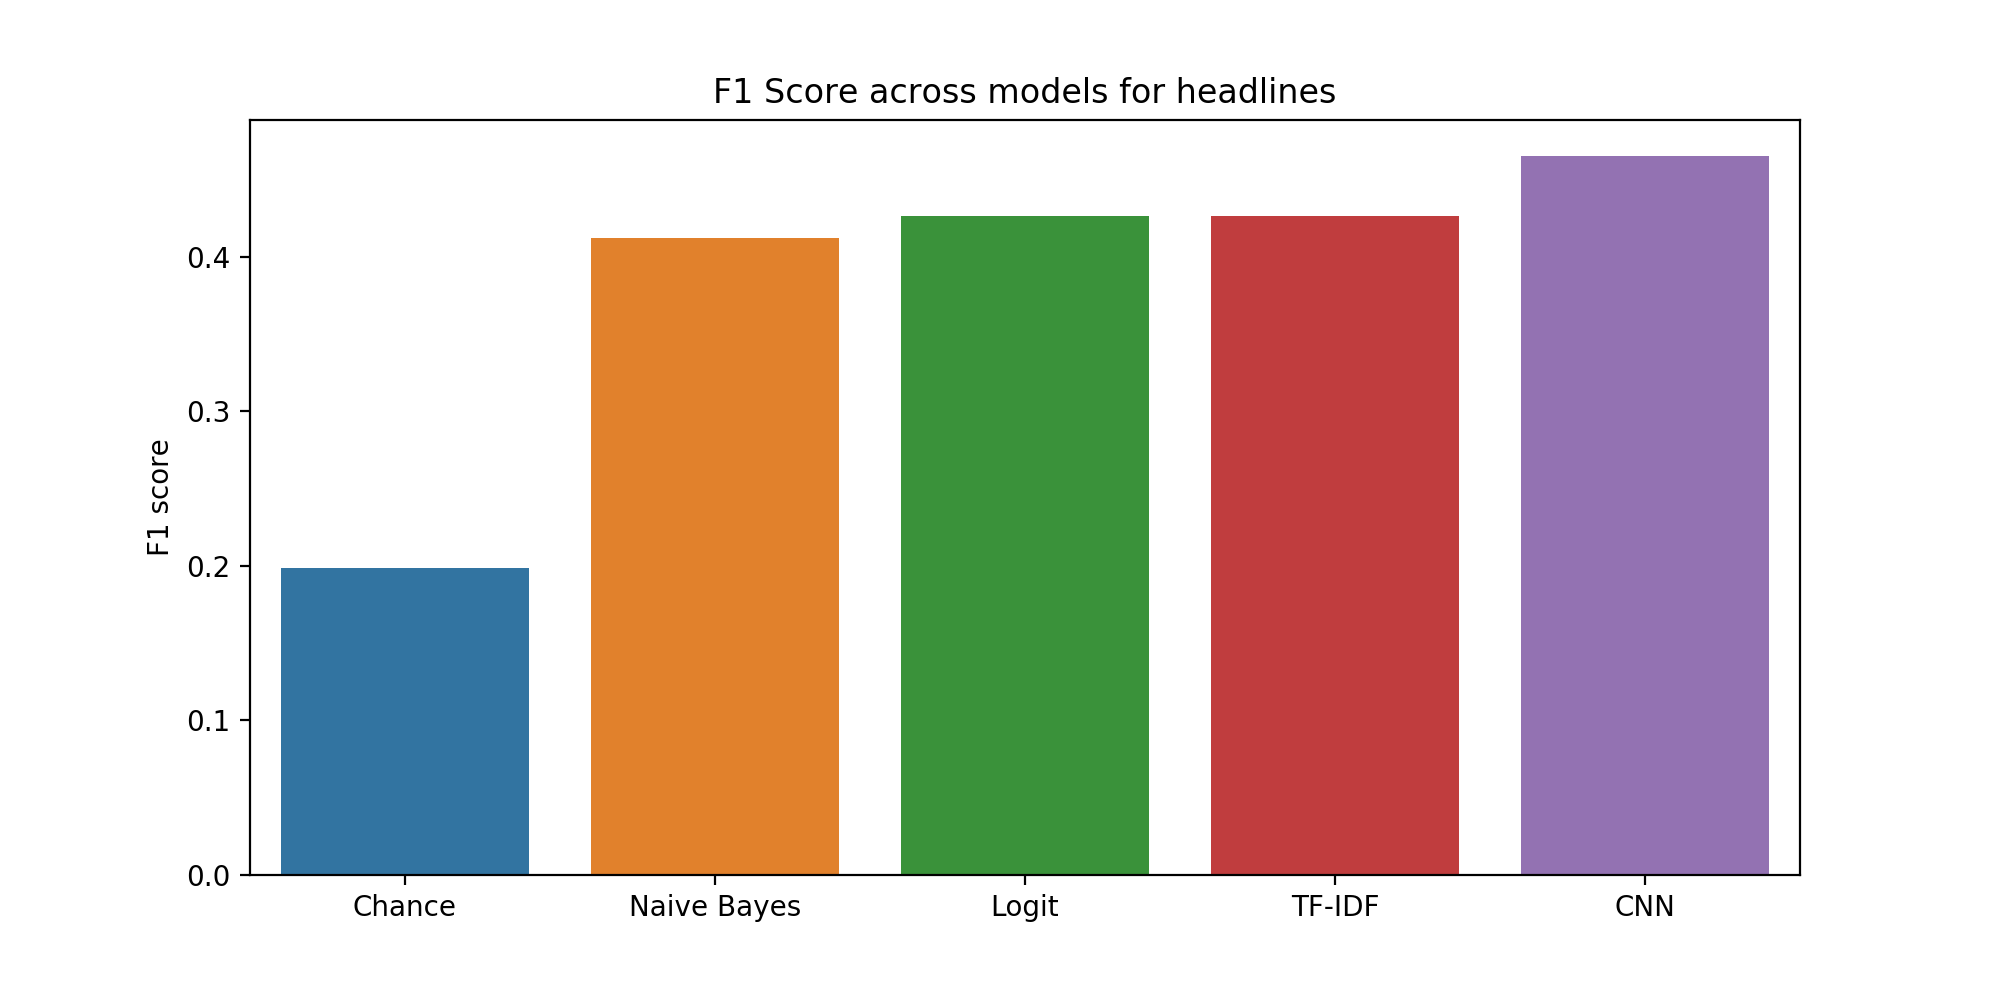 F1 Score across models for headlines
F1 score
0.4
0.3
0.2
0.1
0.0
Chance Naive Bayes Logit TF-IDF CNN